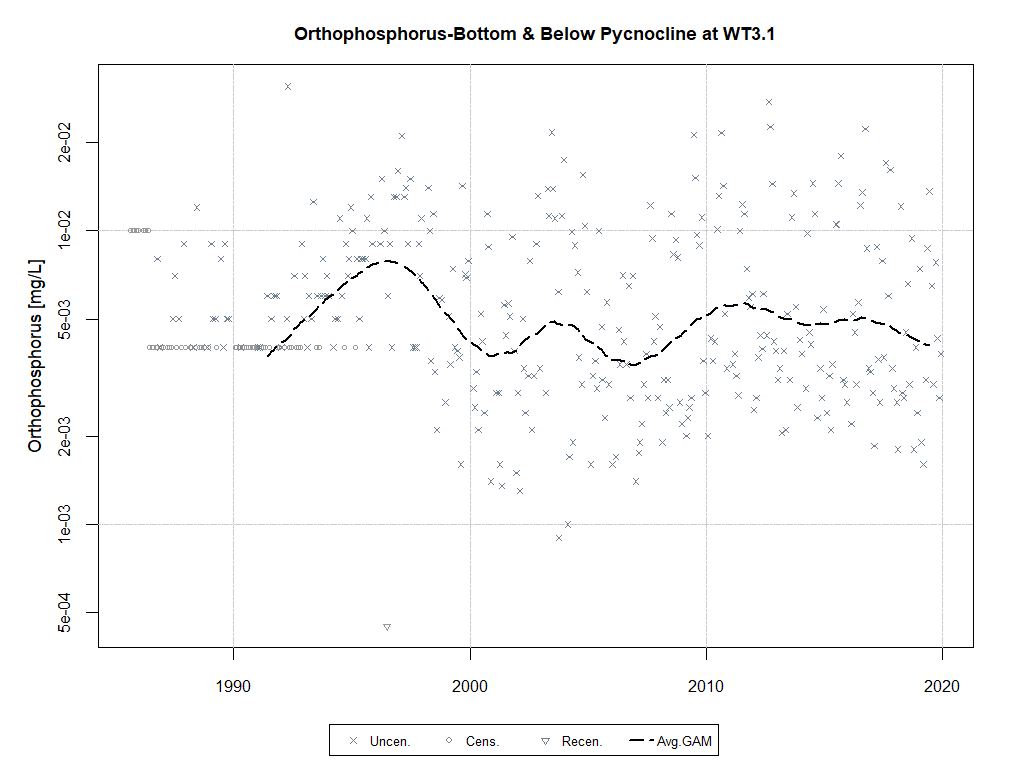 Orthophosphorus-Bottom & Below Pycnocline at WT3.1
Orthophosphorus [mg/L]
2e-02
1e-02
5e-03
2e-03
1e-03
5e-04
1990 2000 2010 2020
Uncen. Cens. Recen. Avg.GAM